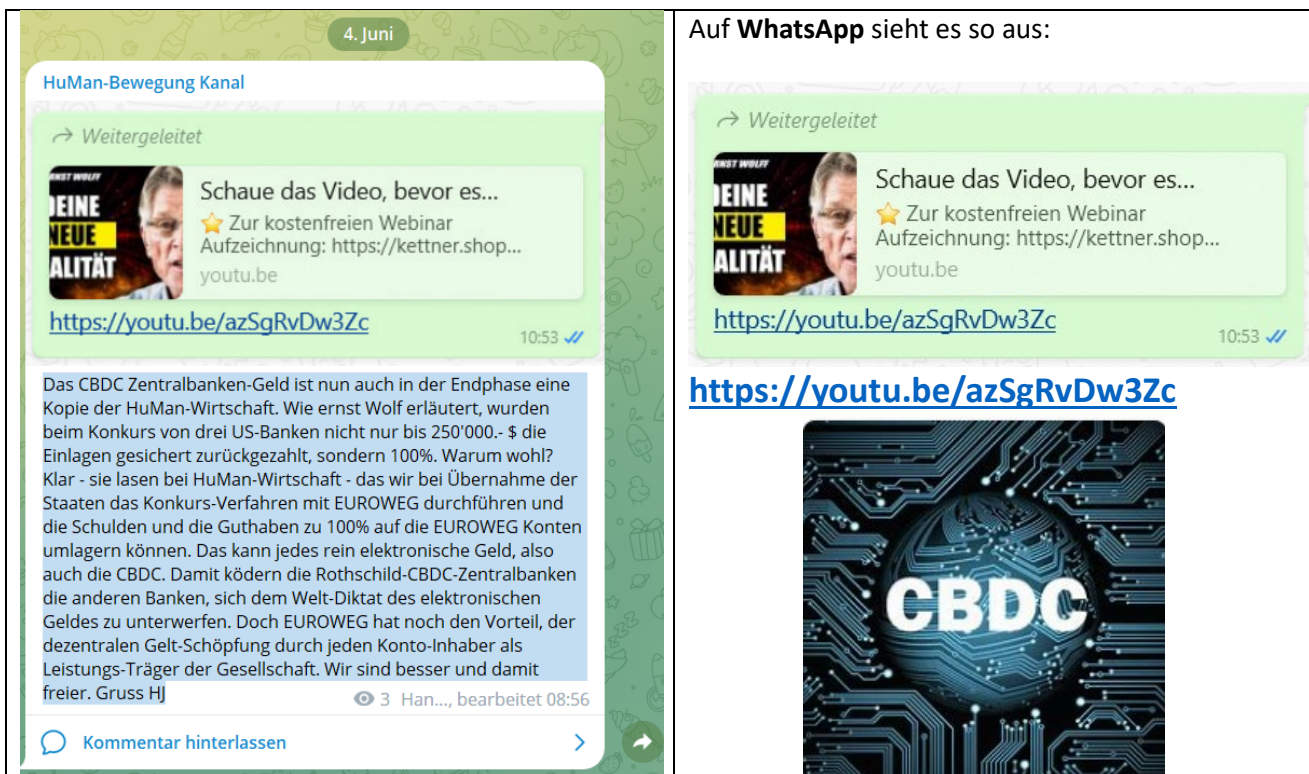 4. Juni
HuMan-Bewegung Kanal
Weitergeleitet
ERNST WOLFF
DEINE
NEUE
ALITÄT
Schaue das Video, bevor es...
⭐ Zur kostenfreien Webinar
Aufzeichnung: https://kettner.shop...
youtu.be
https://youtu.be/azSgRvDw3Zc
10:53
Das CBDC Zentralbanken-Geld ist nun auch in der Endphase eine
Kopie der HuMan-Wirtschaft. Wie ernst Wolf erläutert, wurden
beim Konkurs von drei US-Banken nicht nur bis 250'000.- $ die
Einlagen gesichert zurückgezahlt, sondern 100%. Warum wohl?
Klar - sie lasen bei HuMan-Wirtschaft - das wir bei Übernahme der
Staaten das Konkurs-Verfahren mit EUROWEG durchführen und
die Schulden und die Guthaben zu 100% auf die EUROWEG Konten
umlagern können. Das kann jedes rein elektronische Geld, also
auch die CBDC. Damit ködern die Rothschild-CBDC-Zentralbanken
die anderen Banken, sich dem Welt-Diktat des elektronischen
Geldes zu unterwerfen. Doch EUROWEG hat noch den Vorteil, der
dezentralen Gelt-Schöpfung durch jeden Konto-Inhaber als
Leistungs-Träger der Gesellschaft. Wir sind besser und damit
freier. Gruss HJ
3 Han..., bearbeitet 08:56
Kommentar hinterlassen
Auf WhatsApp sieht es so aus:
Weitergeleitet
ERNST WOLFF
DEINE
NEUE
ALITÄT
Schaue das Video, bevor es...
⭐ Zur kostenfreien Webinar
Aufzeichnung: https://kettner.shop...
youtu.be
https://youtu.be/azSgRvDw3Zc
10:53
https://youtu.be/azSgRvDw3Zc
CBDC